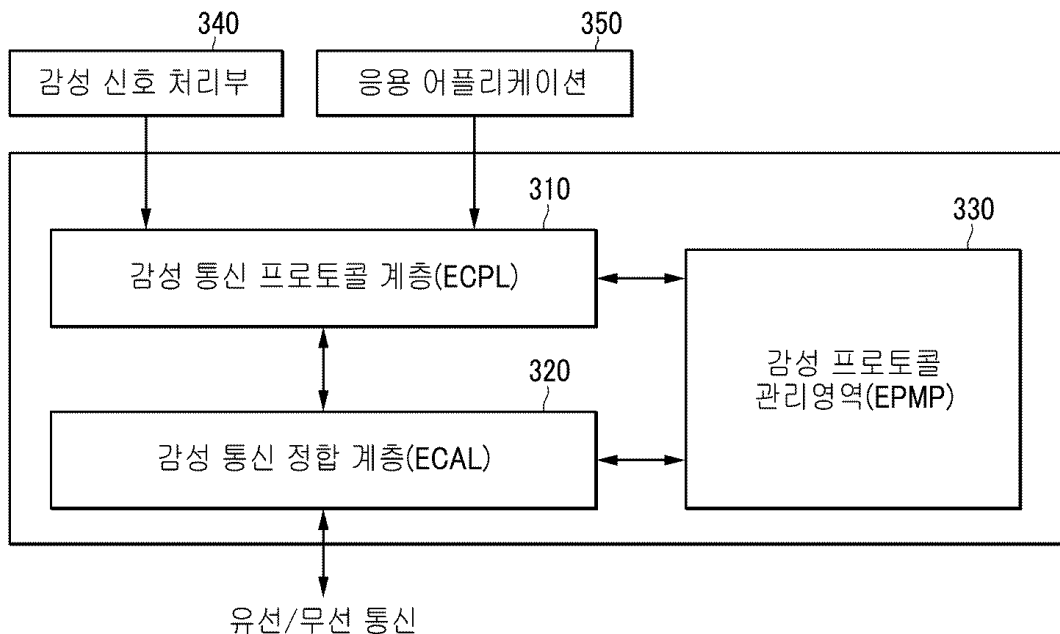 340
350
감성 신호 처리부
응용 어플리케이션
310
330
감성 통신 프로토콜 계층(ECPL)
감성 프로토콜
관리영역(EPMP)
320
감성 통신 정합 계층(ECAL)
유선/무선 통신